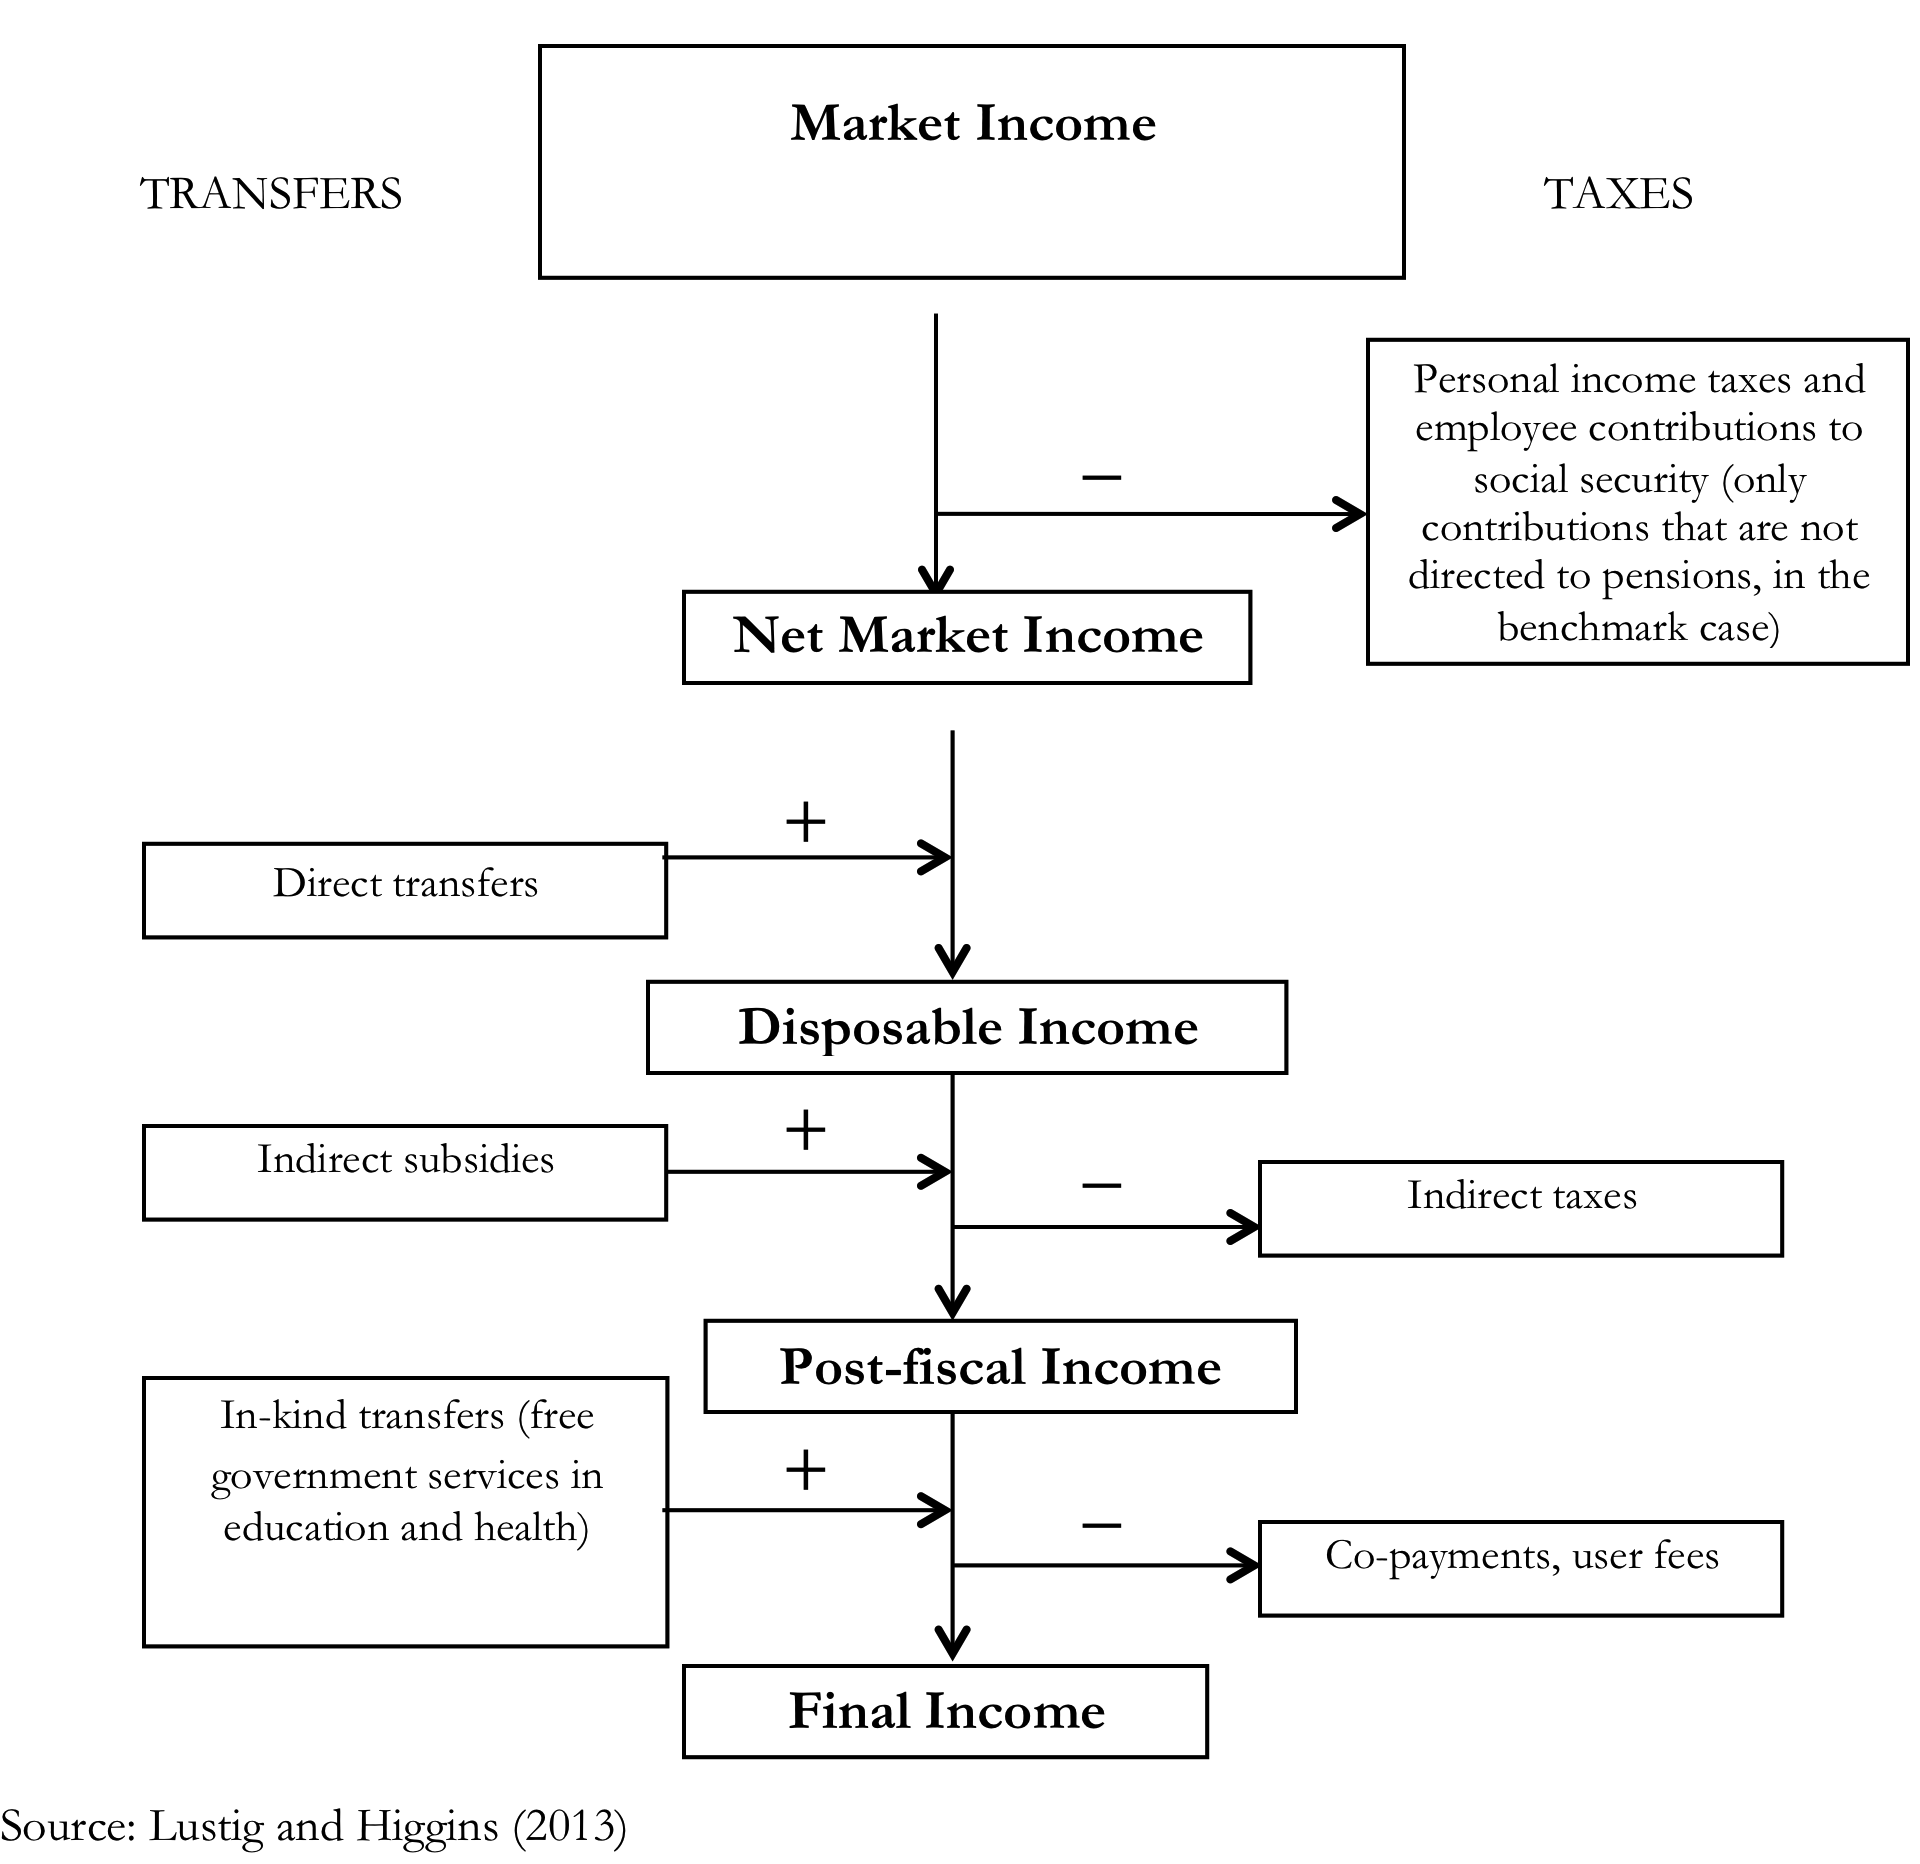 Market Income
TRANSFERS
TAXES
Personal income taxes and
employee contributions to
social security (only
contributions that are not
directed to pensions, in the
benchmark case)
–
Net Market Income
+
Direct transfers
Disposable Income
+
Indirect subsidies
–
Indirect taxes
Post-fiscal Income
In-kind transfers (free
government services in
education and health)
+
–
Co-payments, user fees
Final Income
Source: Lustig and Higgins (2013)